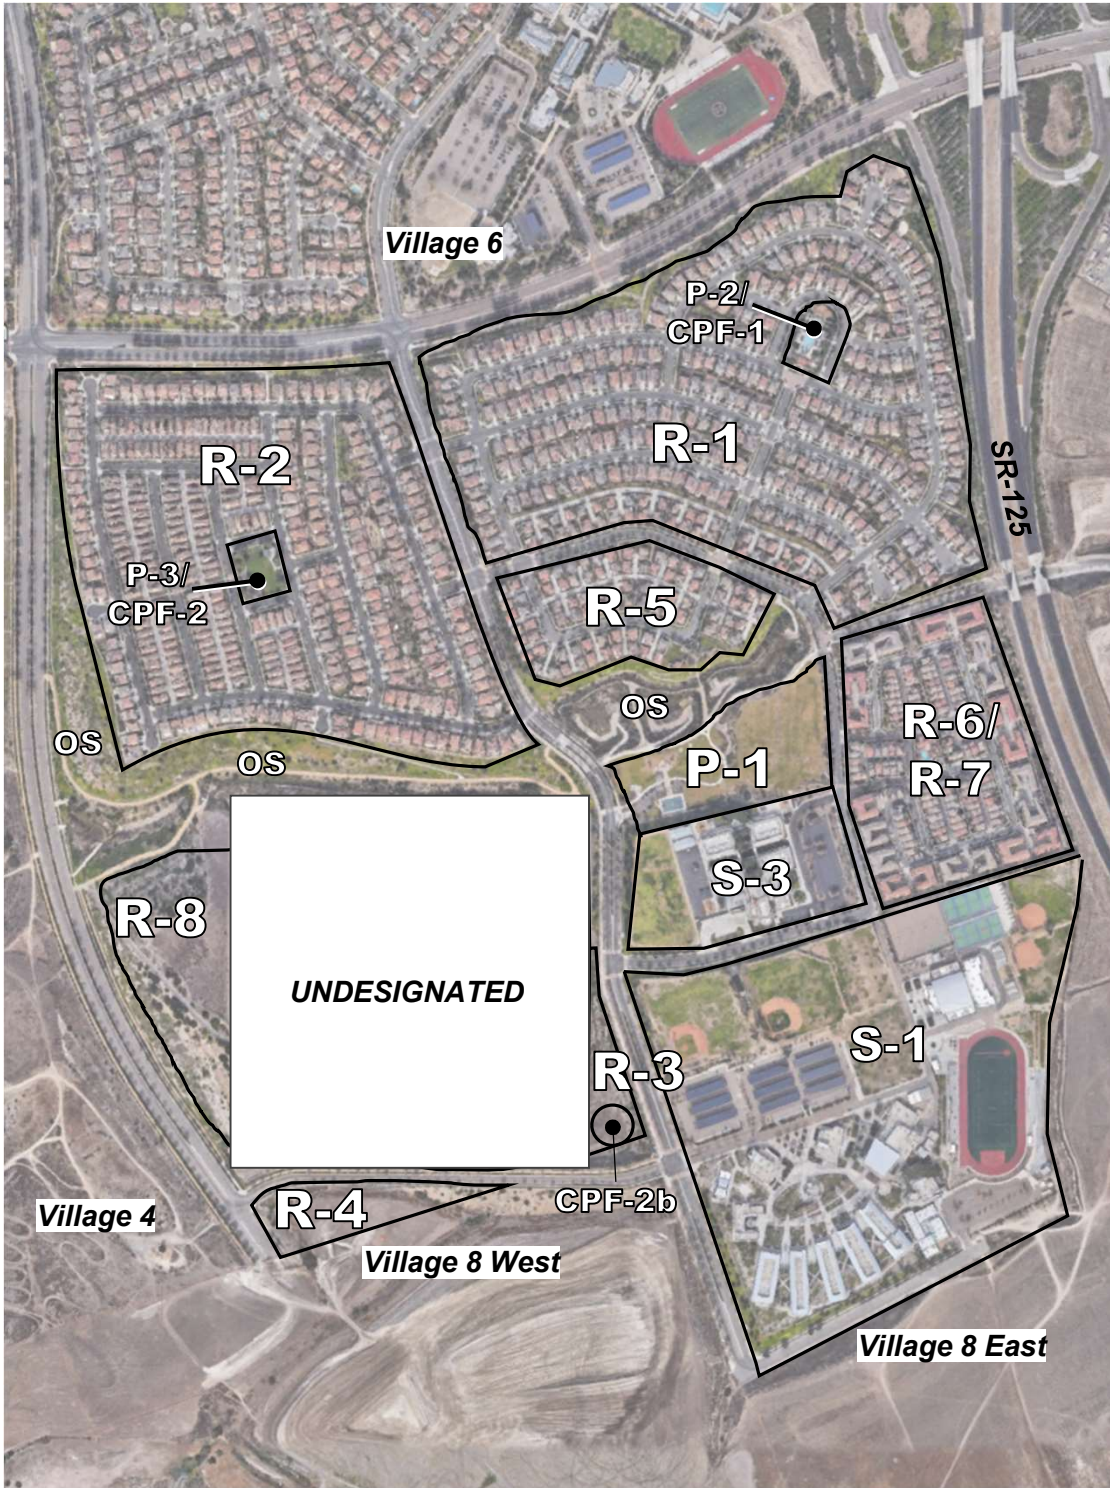 Village 6
P-2/
CPF-1
R-1
R-2
SR-125
P-3/
CPF-2
R-5
OS
R-6/
R-7
OS
OS
P-1
S-3
R-8
UNDESIGNATED
S-1
R-3
CPF-2b
R-4
Village 4
Village 8 West
Village 8 East